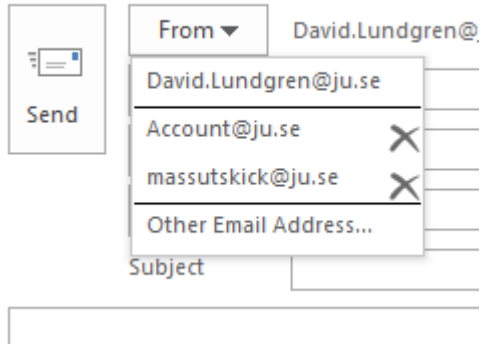 From David.Lundgren@
Send
David.Lundgren@ju.se
Account@ju.se
massutskick@ju.se
Other Email Address...
Subject